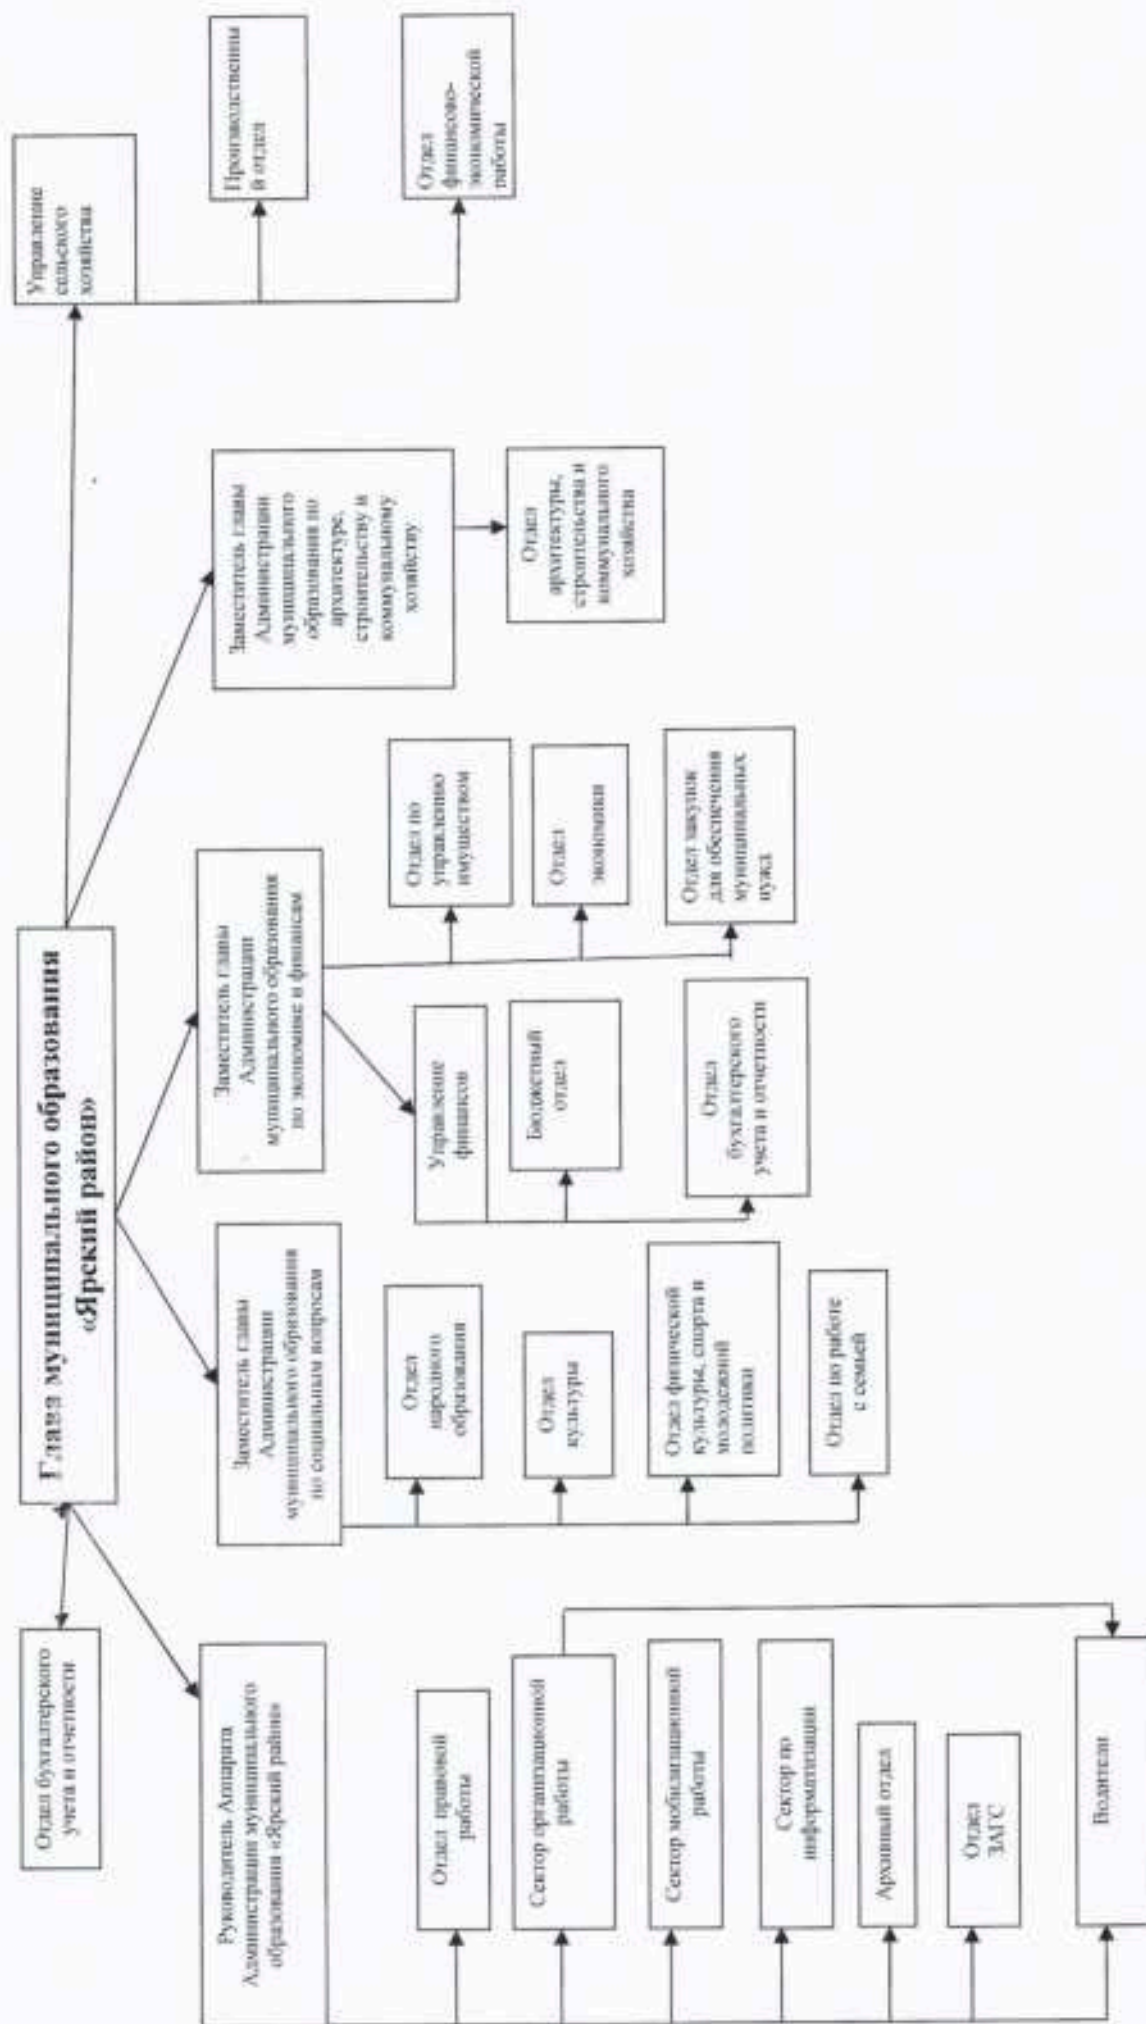 Глава муниципального образования
«Ярский район»
Отдел бухгалтерского
учета и отчетности
Руководитель Аппарата
Администрации муниципального
образования «Ярский район»
Отдел правовой
работы
Сектор организационной
работы
Сектор мобилизационной
работы
Сектор по
информатизации
Архивный отдел
Отдел
ЗАГС
Водители
Заместитель главы
Администрации
муниципального образования
по социальным вопросам
Отдел
народного
образования
Отдел
культуры
Отдел физической
культуры, спорта и
молодежной
политики
Отдел по работе
с семьей
Заместитель главы
Администрации
муниципального образования
по экономике и финансам
Управление
финансов
Бюджетный
отдел
Отдел
бухгалтерского
учета и отчетности
Отдел по
управлению
имуществом
Отдел
экономики
Отдел закупок
для обеспечения
муниципальных
нужд
Заместитель главы
Администрации
муниципального
образования по
архитектуре,
строительству и
коммунальному
хозяйству
Отдел
архитектуры,
строительства и
коммунального
хозяйства
Управление
сельского
хозяйства
Производственны
й отдел
Отдел
финансово-
экономической
работы